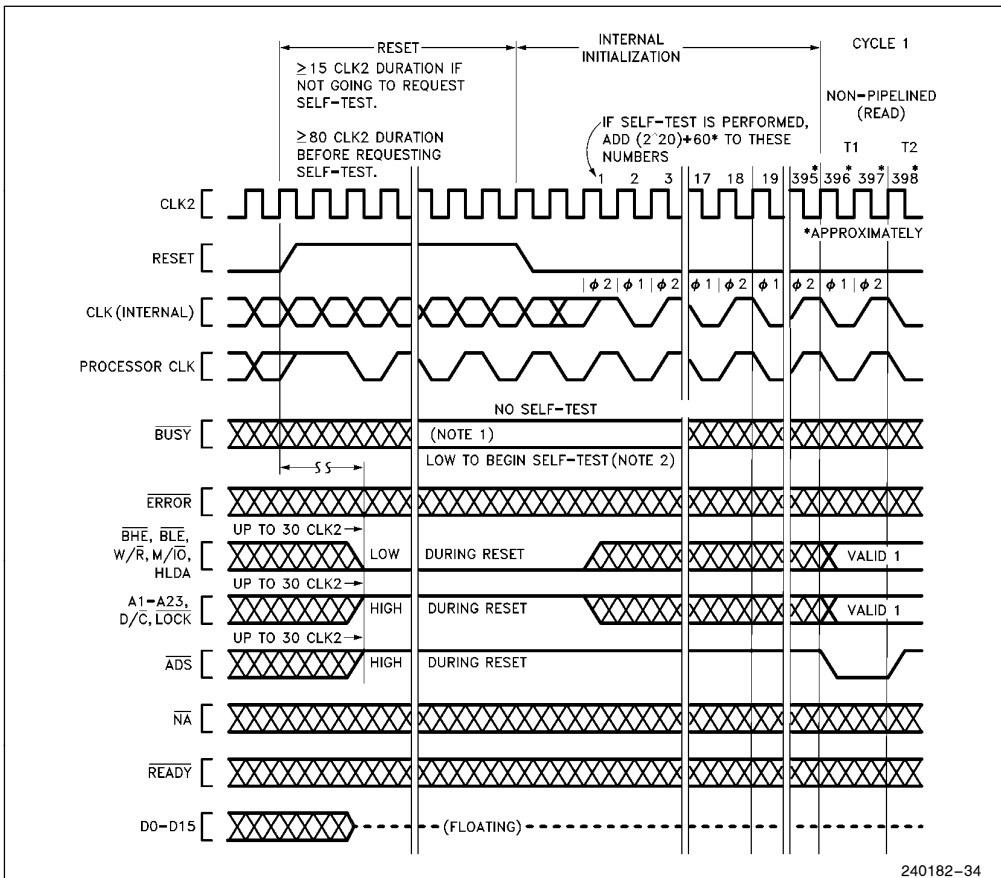 RESET
INTERNAL
INITIALIZATION
CYCLE 1
≥15 CLK2 DURATION IF
NOT GOING TO REQUEST
SELF-TEST.
NON-PIPELINED
(READ)
≥80 CLK2 DURATION
BEFORE REQUESTING
SELF-TEST.
IF SELF-TEST IS PERFORMED,
ADD (2^20)+60* TO THESE
NUMBERS
T1 T2
1 2 3 17 18 19 395* 396* 397* 398*
CLK2
*APPROXIMATELY
RESET
ϕ2 ϕ1 ϕ2 ϕ1 ϕ2 ϕ1 ϕ2 ϕ1 ϕ2
CLK (INTERNAL)
PROCESSOR CLK
NO SELF-TEST
BUSY (NOTE 1)
LOW TO BEGIN SELF-TEST (NOTE 2)
ERROR
UP TO 30 CLK2
BHE, BLE,
W/R, M/IO, LOW DURING RESET VALID 1
HLDA
UP TO 30 CLK2
A1-A23, HIGH DURING RESET VALID 1
D/C, LOCK
UP TO 30 CLK2
ADS HIGH DURING RESET
NA
READY
D0-D15 (FLOATING)
240182-34